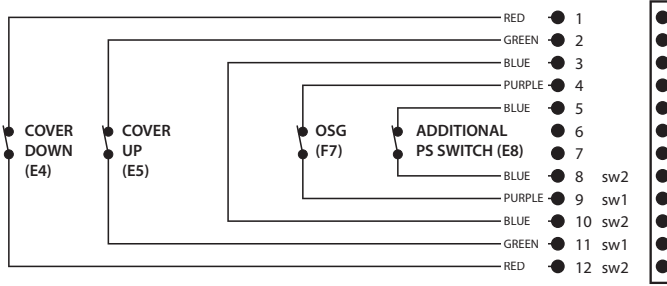 RED 1
GREEN 2
BLUE 3
PURPLE 4
BLUE 5
6
7
BLUE 8 sw2
PURPLE 9 sw1
BLUE 10 sw2
GREEN 11 sw1
RED 12 sw2
COVER
DOWN
(E4)
COVER
UP
(E5)
OSG
(F7)
ADDITIONAL
PS SWITCH (E8)